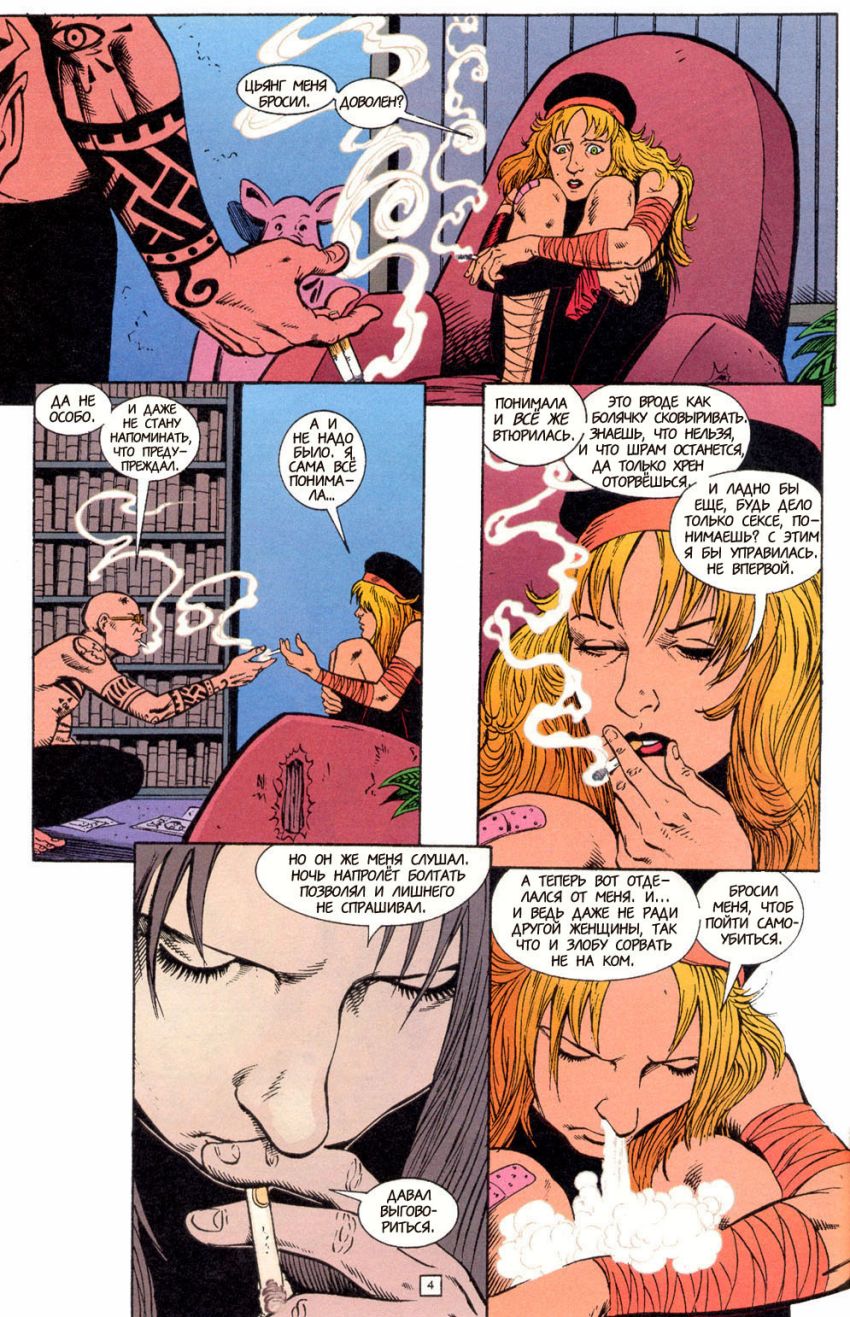 ЦЬЯНГ МЕНЯ
БРОСИЛ.
ДОВОЛЕН?
ДА НЕ
ОСОБО.
И ДАЖЕ
НЕ СТАНУ
НАПОМИНАТЬ,
ЧТО ПРЕДУ-
ПРЕЖДАЛ.
А И
НЕ НАДО
БЫЛО. Я
САМА ВСЁ
ПОНИМА-
ЛА...
ПОНИМАЛА
И ВСЁ ЖЕ
ВТЮРИЛАСЬ.
ЭТО ВРОДЕ КАК
БОЛЯЧКУ СКОВЫРИВАТЬ.
ЗНАЕШЬ, ЧТО НЕЛЬЗЯ,
И ЧТО ШРАМ ОСТАНЕТСЯ,
ДА ТОЛЬКО ХРЕН
ОТОРВЁШЬСЯ.
И ЛАДНО БЫ
ЕЩЕ, БУДЬ ДЕЛО
ТОЛЬКО СЕКСЕ, ПО-
НИМАЕШЬ? С ЭТИМ
Я БЫ УПРАВИЛАСЬ.
НЕ ВПЕРВОЙ.
НО ОН ЖЕ МЕНЯ СЛУШАЛ.
НОЧЬ НАПРОЛЁТ БОЛТАТЬ
ПОЗВОЛЯЛ И ЛИШНЕГО
НЕ СПРАШИВАЛ.
ДАВАЛ
ВЫГОВО-
РИТЬСЯ.
А ТЕПЕРЬ ВОТ ОТДЕ-
ЛАЛСЯ ОТ МЕНЯ. И...
И ВЕДЬ ДАЖЕ НЕ РАДИ
ДРУГОЙ ЖЕНЩИНЫ, ТАК
ЧТО И ЗЛОБУ СОРВАТЬ
НЕ НА КОМ.
БРОСИЛ
МЕНЯ, ЧТОБ
ПОЙТИ САМО-
УБИТЬСЯ.
4